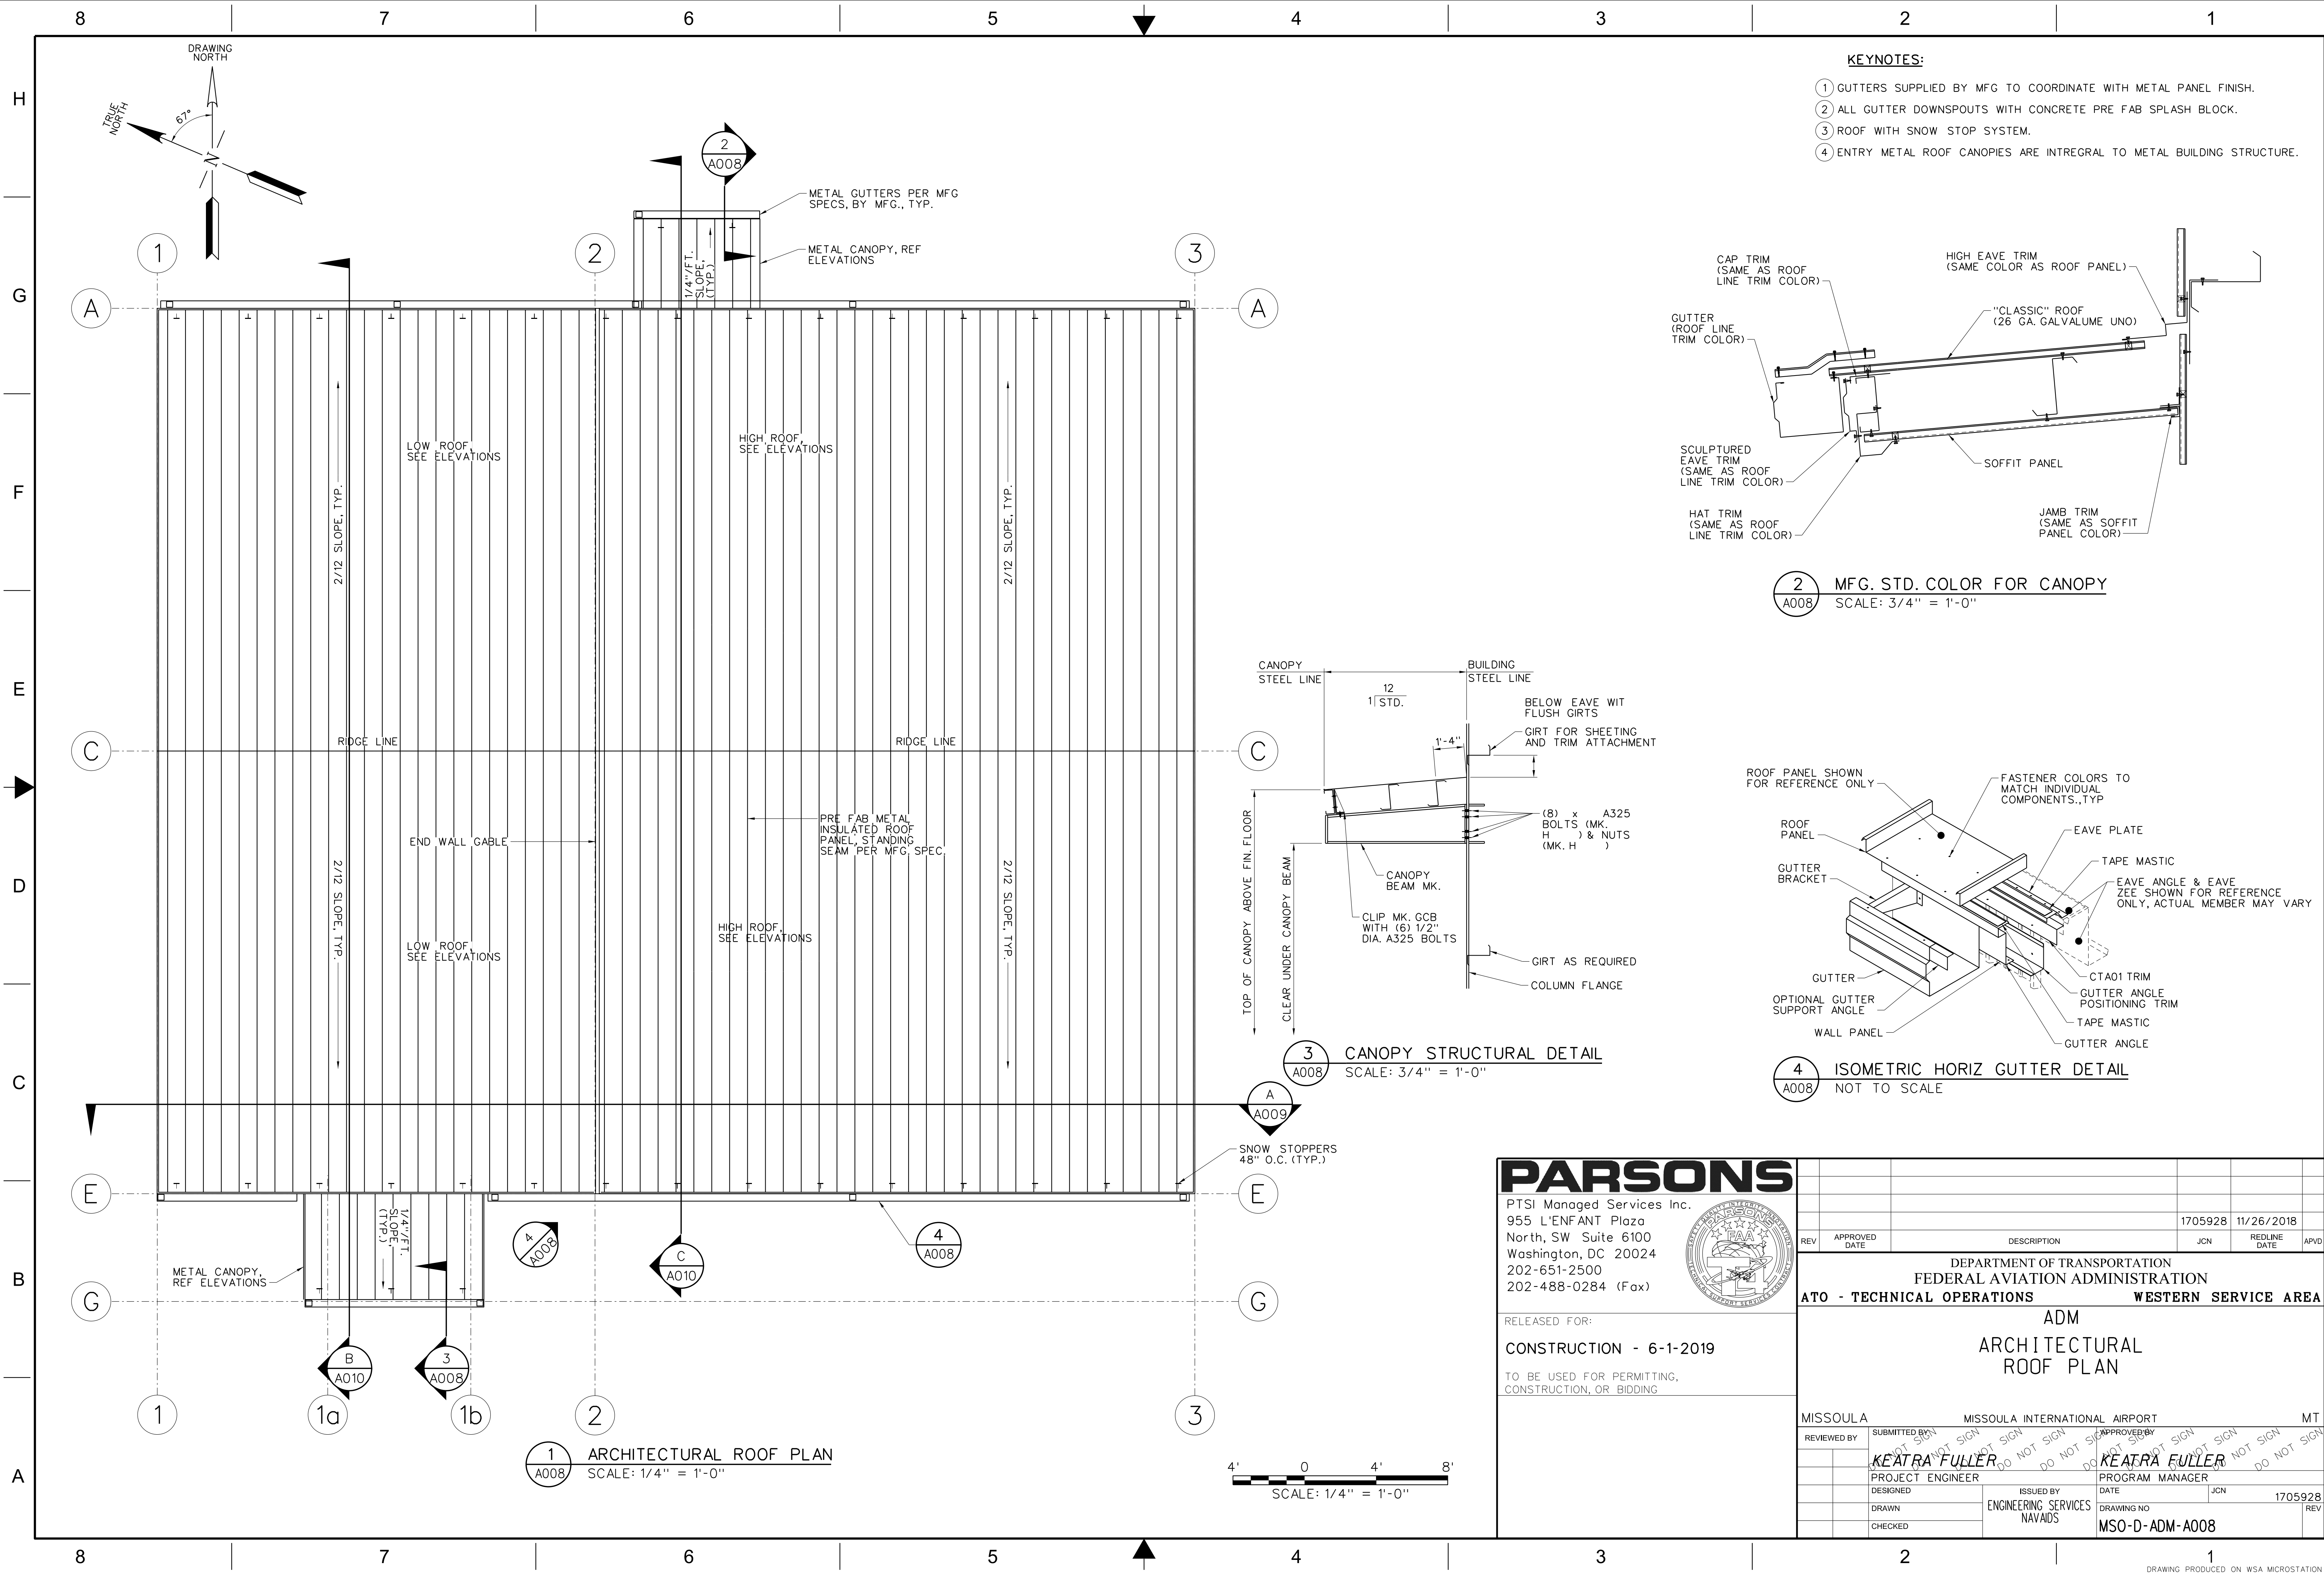 8 7 6 5 4 3 2 1
H
G
F
E
D
C
B
A
DRAWING
NORTH
TRUE
NORTH
67°
N
2
A008
METAL GUTTERS PER MFG
SPECS, BY MFG., TYP.
METAL CANOPY, REF
ELEVATIONS
1/4"/FT.
SLOPE,
(TYP.)
1
2
3
A
A
LOW ROOF,
SEE ELEVATIONS
HIGH ROOF,
SEE ELEVATIONS
2/12 SLOPE, TYP.
2/12 SLOPE, TYP.
C
RIDGE LINE
RIDGE LINE
C
END WALL GABLE
PRE FAB METAL
INSULATED ROOF
PANEL, STANDING
SEAM PER MFG. SPEC.
2/12 SLOPE, TYP.
2/12 SLOPE, TYP.
LOW ROOF,
SEE ELEVATIONS
HIGH ROOF,
SEE ELEVATIONS
A
A009
SNOW STOPPERS
48" O.C. (TYP.)
E
E
1/4"/FT.
SLOPE,
(TYP.)
METAL CANOPY,
REF ELEVATIONS
4
A008
C
A010
4
A008
G
G
B
A010
3
A008
1
1a
1b
2
3
1
A008
ARCHITECTURAL ROOF PLAN
SCALE: 1/4" = 1'-0"
4' 0 4' 8'
SCALE: 1/4" = 1'-0"
KEYNOTES:
1 GUTTERS SUPPLIED BY MFG TO COORDINATE WITH METAL PANEL FINISH.
2 ALL GUTTER DOWNSPOUTS WITH CONCRETE PRE FAB SPLASH BLOCK.
3 ROOF WITH SNOW STOP SYSTEM.
4 ENTRY METAL ROOF CANOPIES ARE INTREGRAL TO METAL BUILDING STRUCTURE.
CAP TRIM
(SAME AS ROOF
LINE TRIM COLOR)
HIGH EAVE TRIM
(SAME COLOR AS ROOF PANEL)
GUTTER
(ROOF LINE
TRIM COLOR)
"CLASSIC" ROOF
(26 GA. GALVALUME UNO)
SCULPTURED
EAVE TRIM
(SAME AS ROOF
LINE TRIM COLOR)
SOFFIT PANEL
HAT TRIM
(SAME AS ROOF
LINE TRIM COLOR)
JAMB TRIM
(SAME AS SOFFIT
PANEL COLOR)
2
A008
MFG. STD. COLOR FOR CANOPY
SCALE: 3/4" = 1'-0"
CANOPY
STEEL LINE
BUILDING
STEEL LINE
12
1 STD.
BELOW EAVE WIT
FLUSH GIRTS
GIRT FOR SHEETING
AND TRIM ATTACHMENT
1'-4"
(8) x A325
BOLTS (MK.
H ) & NUTS
(MK. H )
CANOPY
BEAM MK.
CLIP MK. GCB
WITH (6) 1/2"
DIA. A325 BOLTS
GIRT AS REQUIRED
COLUMN FLANGE
TOP OF CANOPY ABOVE FIN. FLOOR
CLEAR UNDER CANOPY BEAM
3
A008
CANOPY STRUCTURAL DETAIL
SCALE: 3/4" = 1'-0"
ROOF PANEL SHOWN
FOR REFERENCE ONLY
FASTENER COLORS TO
MATCH INDIVIDUAL
COMPONENTS.,TYP
ROOF
PANEL
EAVE PLATE
GUTTER
BRACKET
TAPE MASTIC
EAVE ANGLE & EAVE
ZEE SHOWN FOR REFERENCE
ONLY, ACTUAL MEMBER MAY VARY
GUTTER
CTA01 TRIM
OPTIONAL GUTTER
SUPPORT ANGLE
GUTTER ANGLE
POSITIONING TRIM
TAPE MASTIC
WALL PANEL
GUTTER ANGLE
4
A008
ISOMETRIC HORIZ GUTTER DETAIL
NOT TO SCALE
PARSONS
PTSI Managed Services Inc.
955 L'ENFANT Plaza
North, SW Suite 6100
Washington, DC 20024
202-651-2500
202-488-0284 (Fax)
PARSONS
FAA
RELEASED FOR:
CONSTRUCTION - 6-1-2019
TO BE USED FOR PERMITTING,
CONSTRUCTION, OR BIDDING
1705928 11/26/2018
REV
APPROVED
DATE
DESCRIPTION
JCN
REDLINE
DATE
APVD
DEPARTMENT OF TRANSPORTATION
FEDERAL AVIATION ADMINISTRATION
ATO - TECHNICAL OPERATIONS WESTERN SERVICE AREA
ADM
ARCHITECTURAL
ROOF PLAN
MISSOULA MISSOULA INTERNATIONAL AIRPORT MT
REVIEWED BY
SUBMITTED BY
APPROVED BY
DO NOT SIGN DO NOT SIGN DO NOT SIGN DO NOT SIGN
KEATRA FULLER
KEATRA FULLER
PROJECT ENGINEER
PROGRAM MANAGER
DESIGNED
DRAWN
CHECKED
ISSUED BY
ENGINEERING SERVICES
NAVAIDS
DATE
JCN
1705928
DRAWING NO
REV
MSO-D-ADM-A008
8 7 6 5 4 3 2 1
DRAWING PRODUCED ON WSA MICROSTATION